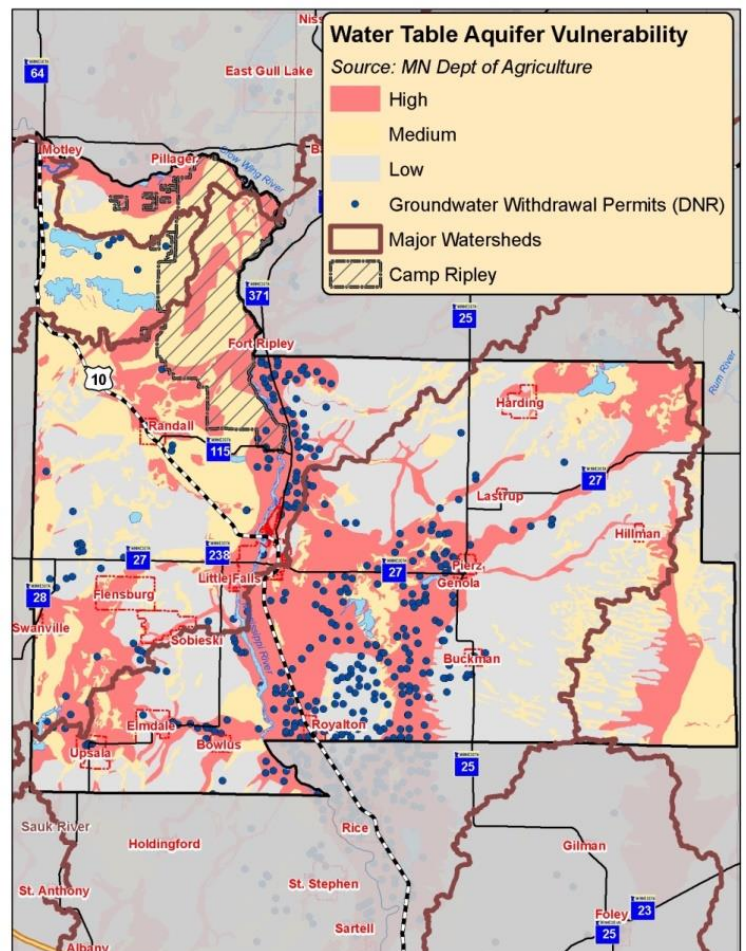 Water Table Aquifer Vulnerability
Source: MN Dept of Agriculture
High
Medium
Low
Groundwater Withdrawal Permits (DNR)
Major Watersheds
Camp Ripley
64
East Gull Lake
Motley
Pillager
Crow Wing River
371
25
Fort Ripley
10
Rum River
Harding
Randall
115
27
Lastrup
Hillman
27
238
Little Falls
27
Pierz
Genola
28
Flensburg
Swanville
Sobieski
Mississippi River
Buckman
Elmdale
Royalton
Upsala
Bowlus
25
Sauk River
Rice
Holdingford
Gilman
St. Stephen
St. Anthony
Sartell
Foley
23
25
Albany